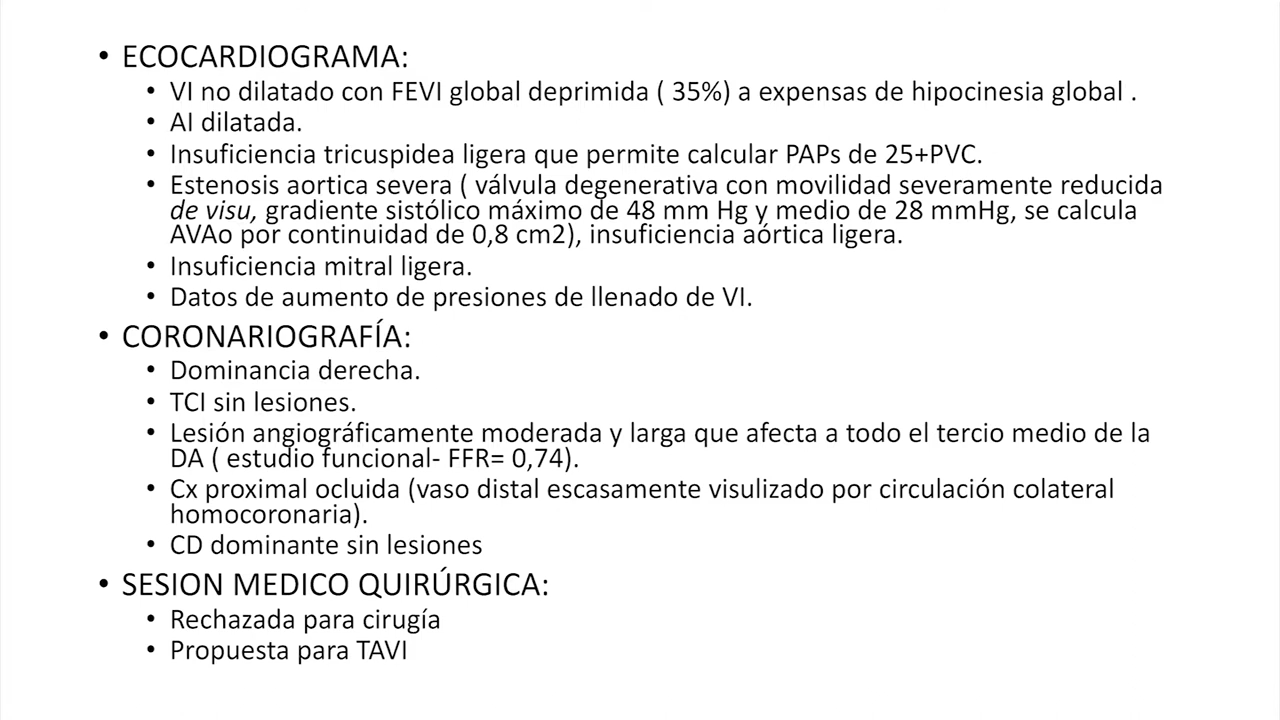 • ECOCARDIOGRAMA:
• VI no dilatado con FEVI global deprimida ( 35%) a expensas de hipocinesia global .
• AI dilatada.
• Insuficiencia tricuspidea ligera que permite calcular PAPs de 25+PVC.
• Estenosis aortica severa ( válvula degenerativa con movilidad severamente reducida
de visu, gradiente sistólico máximo de 48 mm Hg y medio de 28 mmHg, se calcula
AVAo por continuidad de 0,8 cm2), insuficiencia aórtica ligera.
• Insuficiencia mitral ligera.
• Datos de aumento de presiones de llenado de VI.
• CORONARIOGRAFÍA:
• Dominancia derecha.
• TCI sin lesiones.
• Lesión angiográficamente moderada y larga que afecta a todo el tercio medio de la
DA ( estudio funcional- FFR= 0,74).
• Cx proximal ocluida (vaso distal escasamente visulizado por circulación colateral
homocoronaria).
• CD dominante sin lesiones
• SESION MEDICO QUIRÚRGICA:
• Rechazada para cirugía
• Propuesta para TAVI